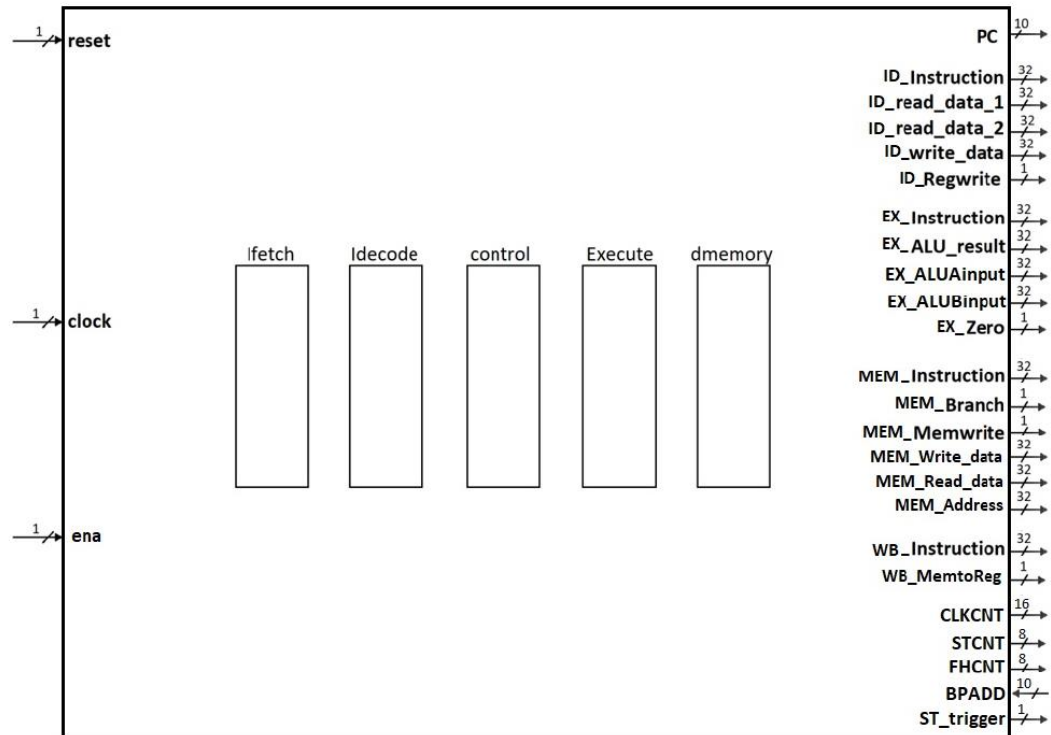 1 reset
1 clock
1 ena
Ifetch Idecode control Execute dmemory
PC 10
ID_Instruction 32
ID_read_data_1 32
ID_read_data_2 32
ID_write_data 32
ID_Regwrite 1
EX_Instruction 32
EX_ALU_result 32
EX_ALUAinput 32
EX_ALUBinput 32
EX_Zero 1
MEM_Instruction 32
MEM_Branch 1
MEM_Memwrite 1
MEM_Write_data 32
MEM_Read_data 32
MEM_Address 32
WB_Instruction 32
WB_MemtoReg 1
CLKCNT 16
STCNT 8
FHCNT 8
BPADD 10
ST_trigger 1